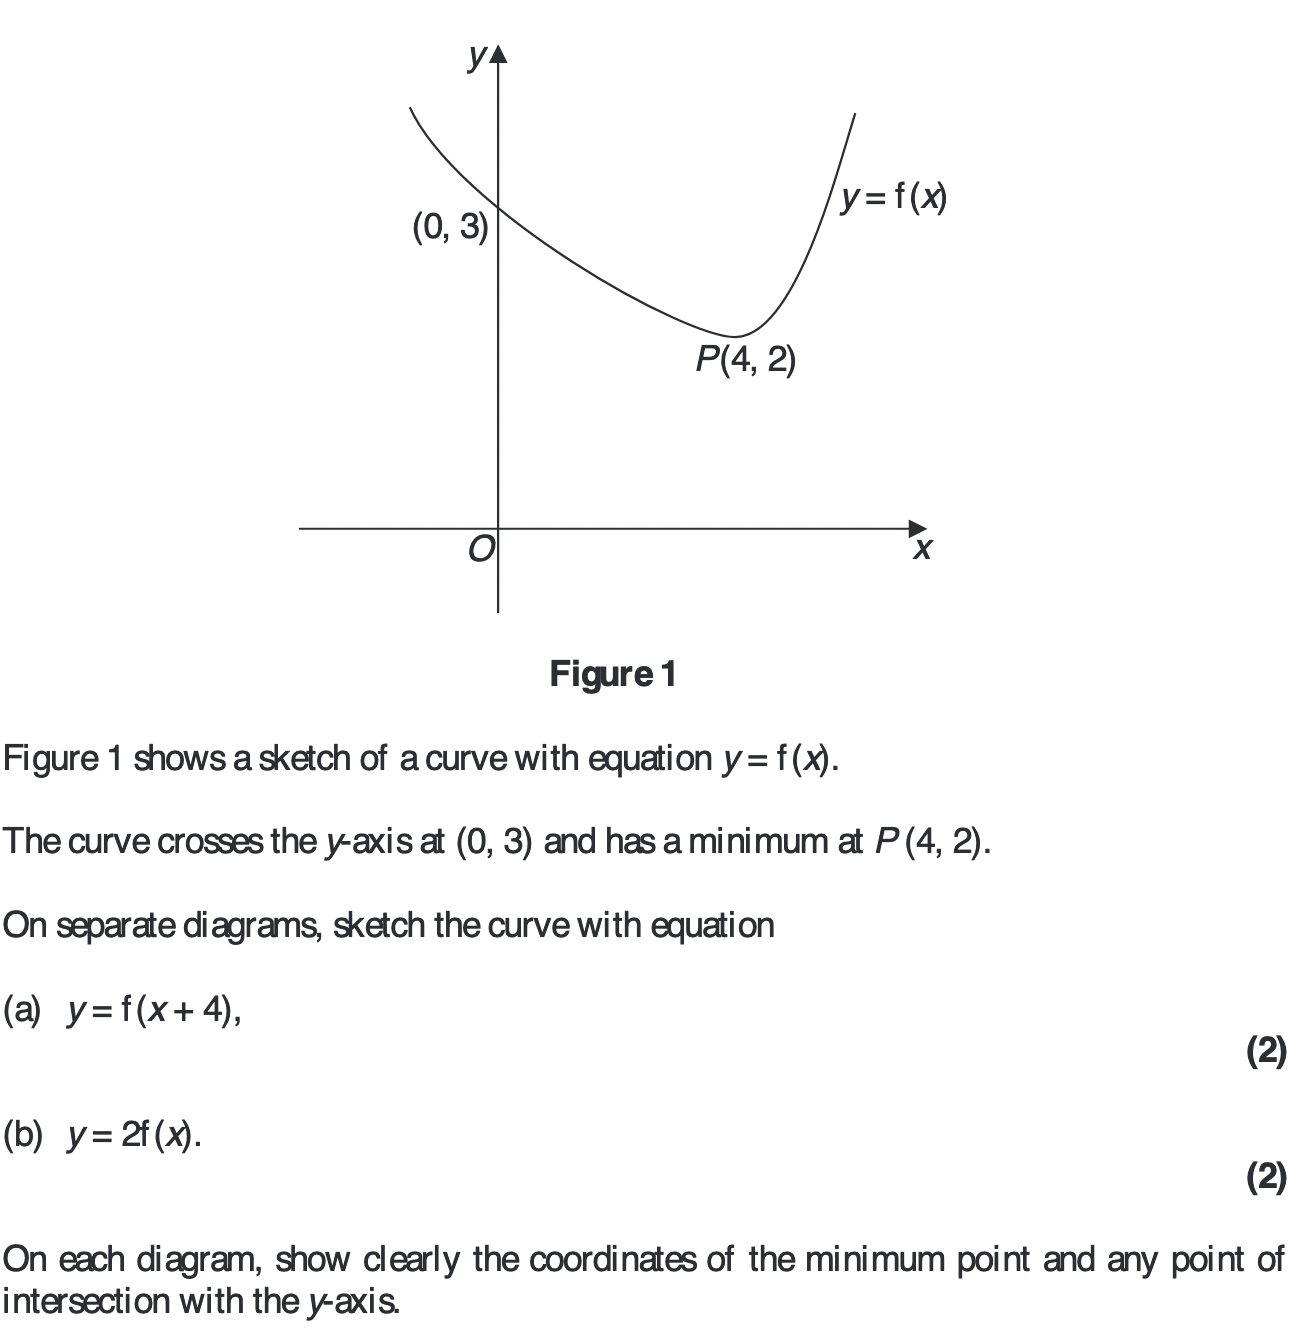 y
y = f(x)
(0, 3)
P(4, 2)
O
x
Figure 1
Figure 1 shows a sketch of a curve with equation y = f(x).
The curve crosses the y-axis at (0, 3) and has a minimum at P (4, 2).
On separate diagrams, sketch the curve with equation
(a) y = f(x + 4),
(2)
(b) y = 2f(x).
(2)
On each diagram, show clearly the coordinates of the minimum point and any point of
intersection with the y-axis.